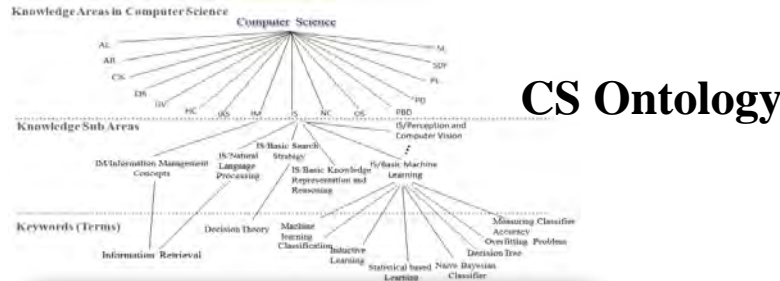 Knowledge Areas in Computer Science
Computer Science
AL
AR
CN
DS
GV
HC
IAS
IM
IS
NC
OS
PBD
PD
PL
SDF
CS Ontology
Knowledge Sub Areas
IS/Perception and
Computer Vision
IS/Basic Search
Strategy
IM/Information Management
Concepts
IS/Natural
Language
Processing
IS/Basic Knowledge
Representation and
Reasoning
IS/Basic Machine
Learning
Keywords (Terms)
Information Retrieval
Decision Theory
Machine
learning
Classification
Inductive
Learning
Statistical based
Learning
Naive Bayesian
Classifier
Decision Tree
Overfitting Problem
Measuring Classifier
Accuracy